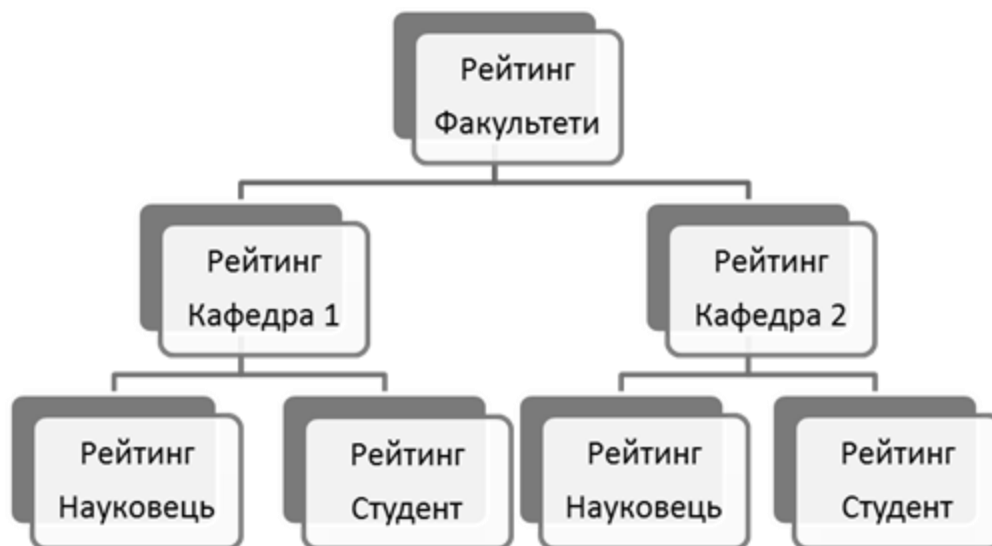 Рейтинг
Факультети
Рейтинг
Кафедра 1
Рейтинг
Кафедра 2
Рейтинг
Науковець
Рейтинг
Студент
Рейтинг
Науковець
Рейтинг
Студент